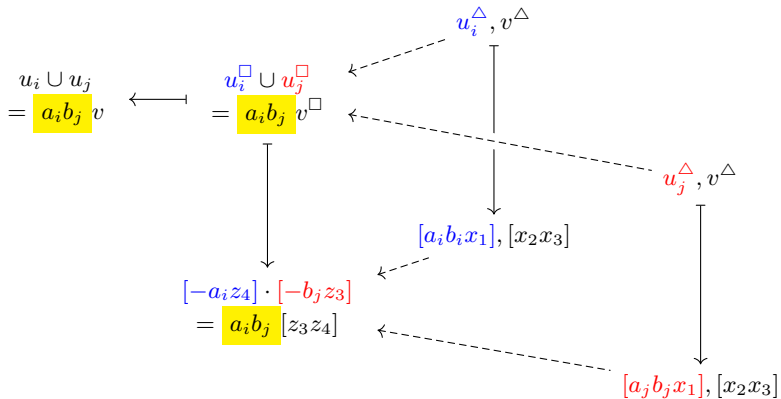 u_i^△, v^△
u_i ∪ u_j
= a_i b_j v
u_i^□ ∪ u_j^□
= a_i b_j v^□
u_j^△, v^△
[a_i b_i x_1], [x_2 x_3]
[−a_i z_4] · [−b_j z_3]
= a_i b_j [z_3 z_4]
[a_j b_j x_1], [x_2 x_3]